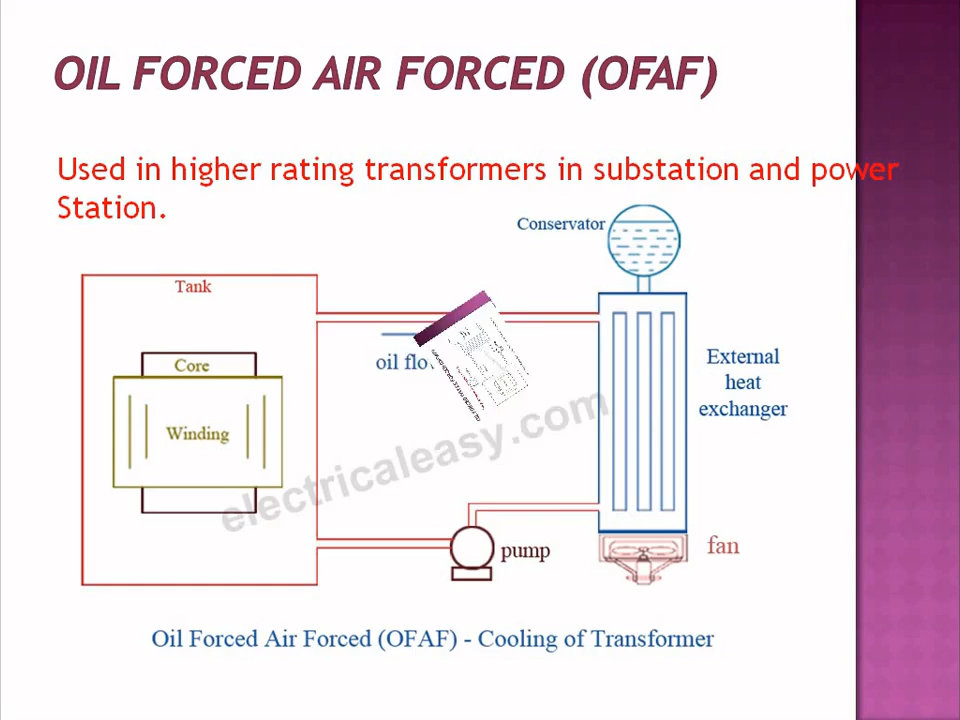 OIL FORCED AIR FORCED (OFAF)
Used in higher rating transformers in substation and power
Station.
Conservator
Tank
oil flo
Core
External
heat
exchanger
Winding
electricaleasy.com
pump
fan
Oil Forced Air Forced (OFAF) - Cooling of Transformer